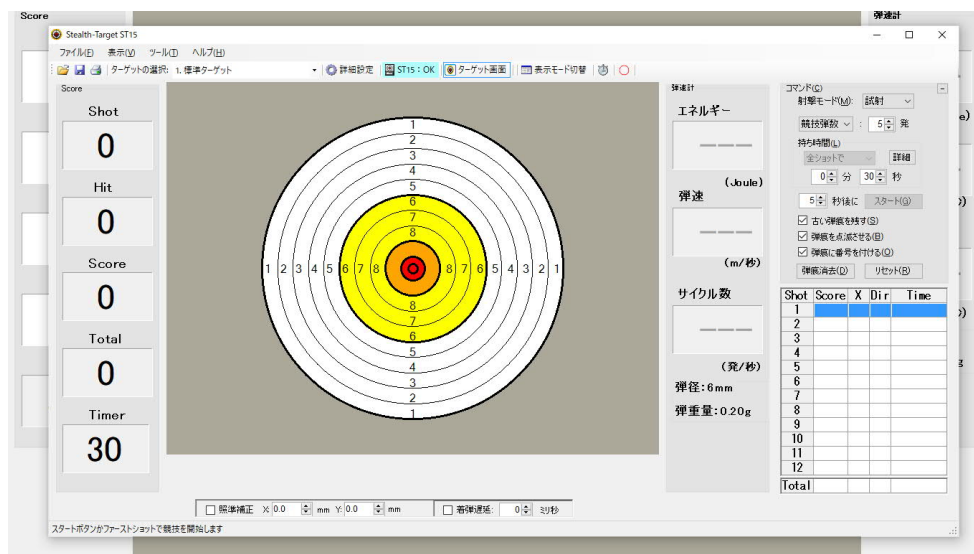 Score
弾速計
Stealth-Target ST15
ファイル(F) 表示(V) ツール(T) ヘルプ(H)
ターゲットの選択: 1. 標準ターゲット 詳細設定 ST15：OK ターゲット画面 表示モード切替
Score
Shot
0
Hit
0
Score
0
Total
0
Timer
30
1
2
3
4
5
6
7
8
1 2 3 4 5 6 7 8 8 7 6 5 4 3 2 1
8
7
6
5
4
3
2
1
弾速計
エネルギー
---
(Joule)
弾速
---
(m/秒)
サイクル数
---
(発/秒)
弾径:6mm
弾重量:0.20g
コマンド(C)
射撃モード(M): 試射
競技弾数 : 5 発
持ち時間(L)
全ショットで 詳細
0 分 30 秒
5 秒後に スタート(G)
古い弾痕を残す(S)
弾痕を点滅させる(B)
弾痕に番号を付ける(O)
弾痕消去(D) リセット(R)
Shot Score X Dir Time
1
2
3
4
5
6
7
8
9
10
11
12
Total
照準補正 X: 0.0 mm Y: 0.0 mm 着弾遅延: 0 ミリ秒
スタートボタンかファーストショットで競技を開始します
e)
g